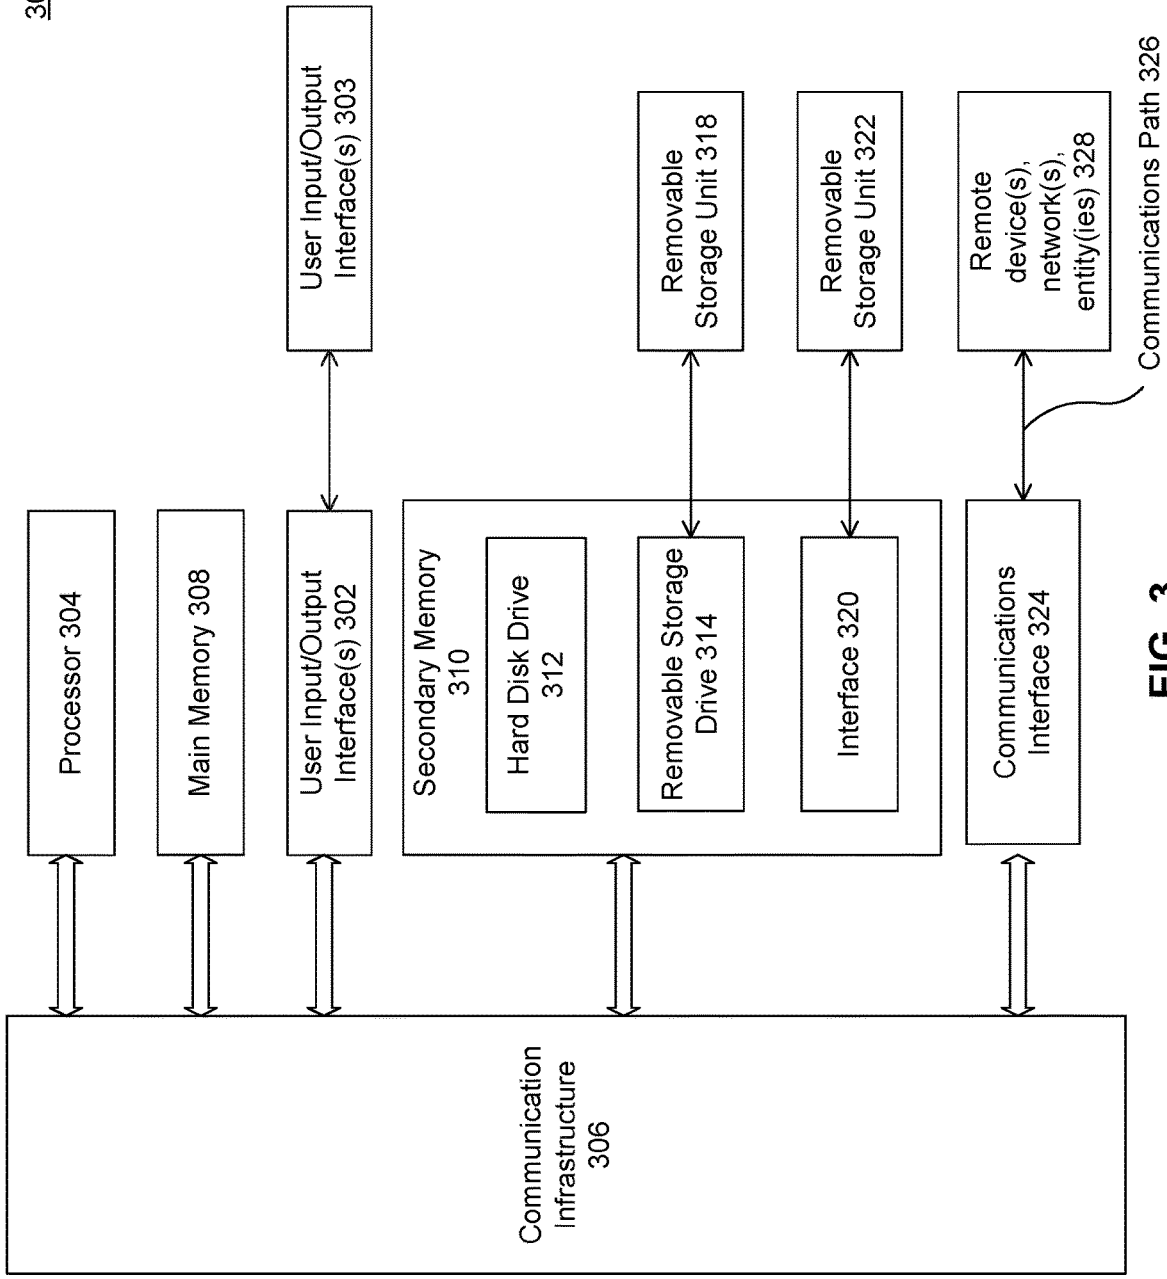 Processor 304
Main Memory 308
User Input/Output
Interface(s) 302
User Input/Output
Interface(s) 303
Secondary Memory
310
Hard Disk Drive
312
Removable Storage
Drive 314
Removable
Storage Unit 318
Interface 320
Removable
Storage Unit 322
Communications
Interface 324
Remote
device(s),
network(s),
entity(ies) 328
Communications Path 326
Communication
Infrastructure
306
FIG. 3